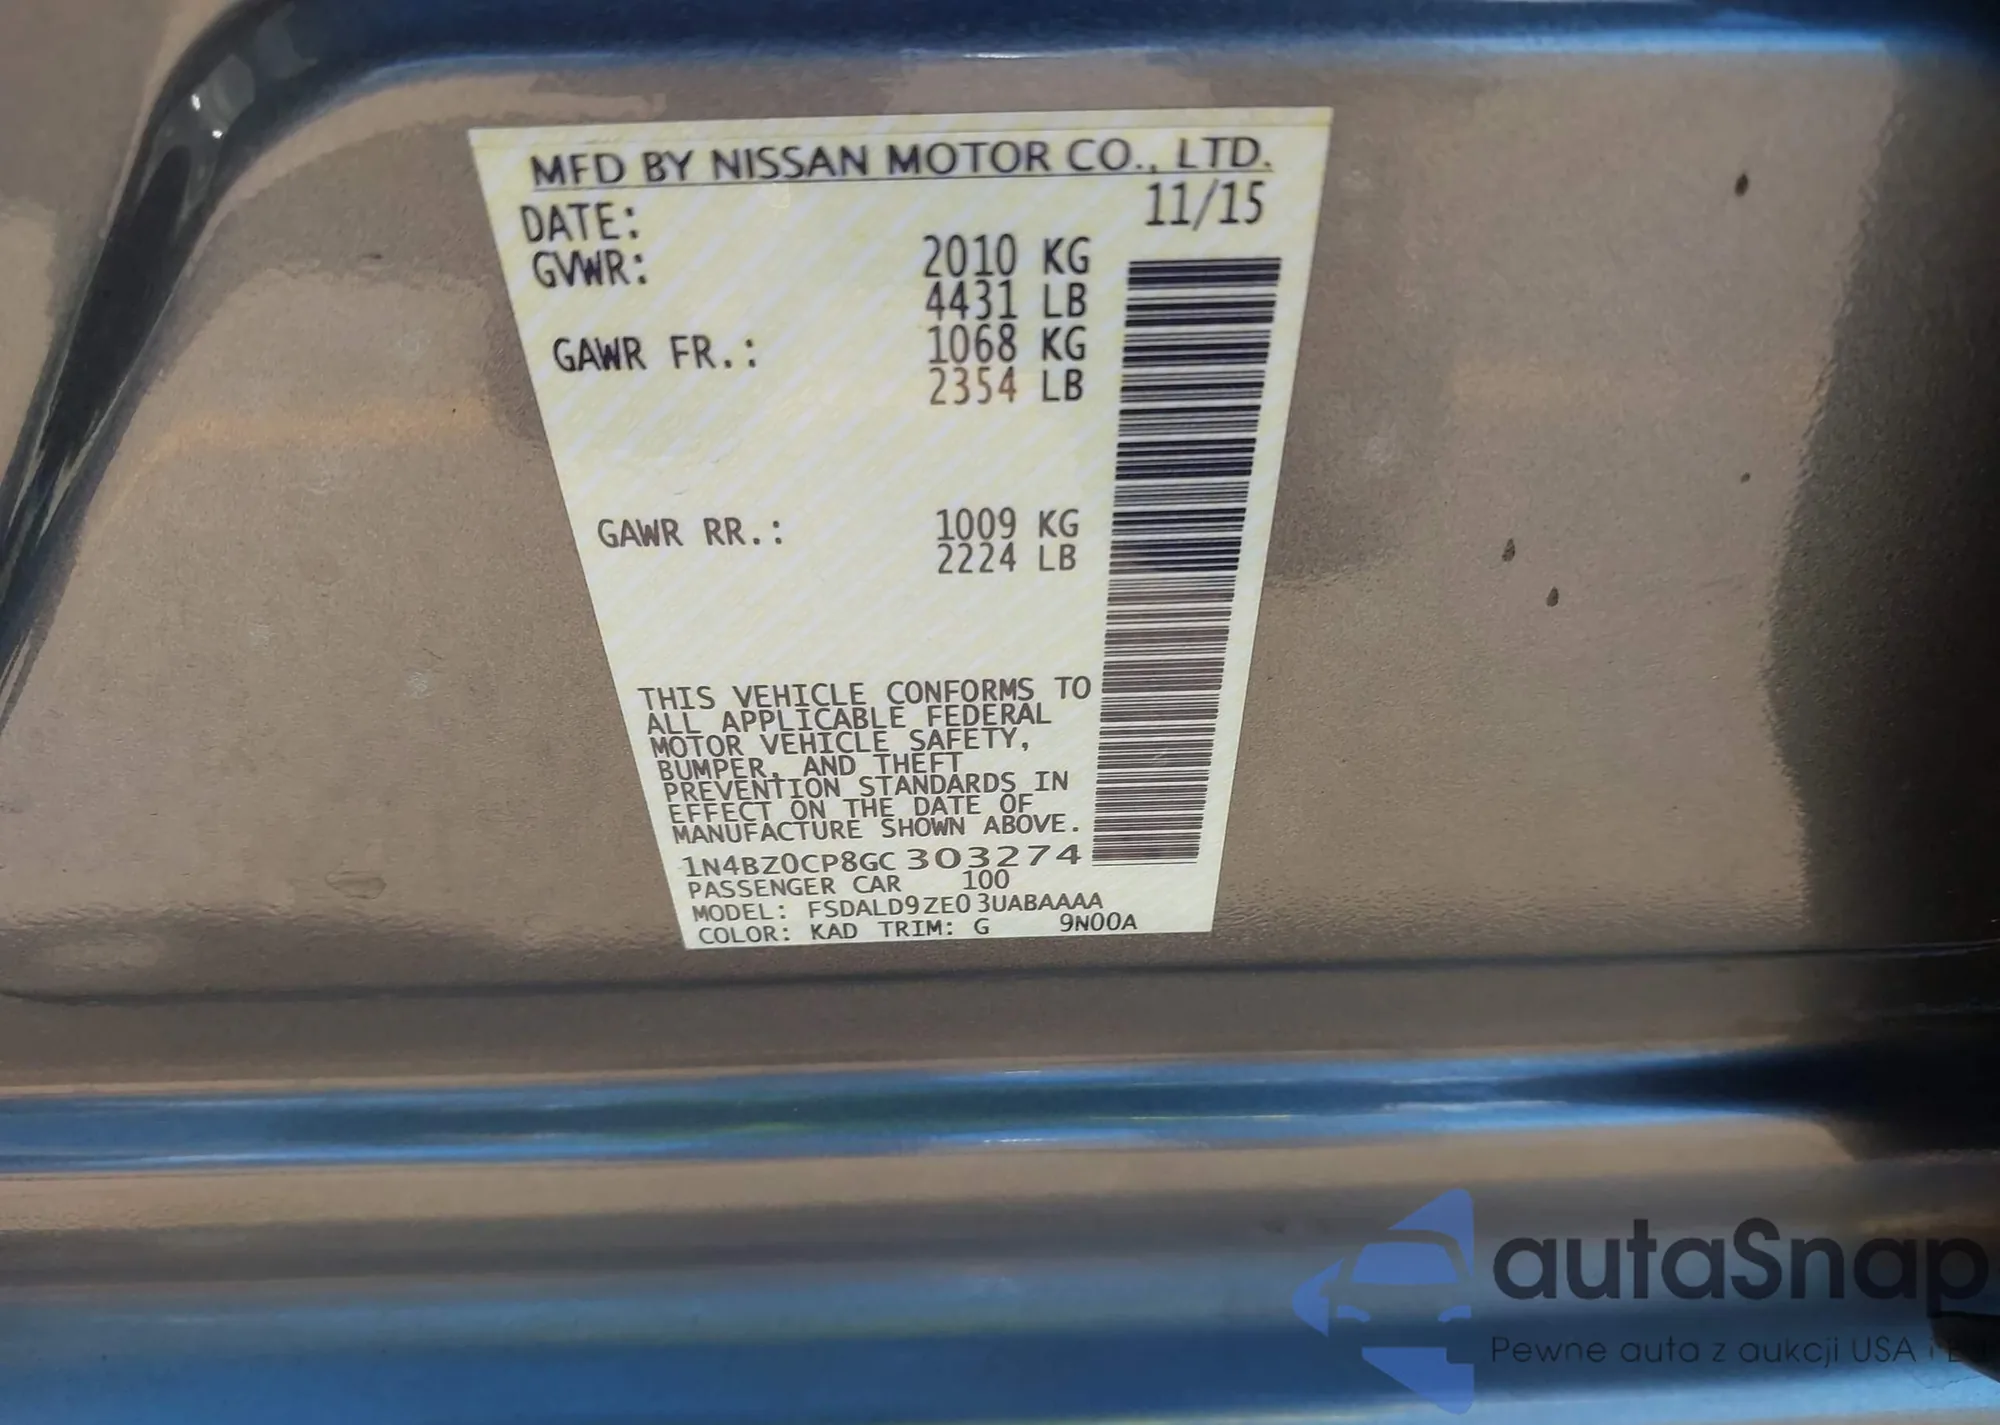 MFD BY NISSAN MOTOR CO., LTD.
DATE: 11/15
GVWR: 2010 KG
4431 LB
GAWR FR.: 1068 KG
2354 LB
GAWR RR.: 1009 KG
2224 LB
THIS VEHICLE CONFORMS TO
ALL APPLICABLE FEDERAL
MOTOR VEHICLE SAFETY,
BUMPER, AND THEFT
PREVENTION STANDARDS IN
EFFECT ON THE DATE OF
MANUFACTURE SHOWN ABOVE.
1N4BZ0CP8GC303274
PASSENGER CAR 100
MODEL: FSDALD9ZE03UABAAAA
COLOR: KAD TRIM: G 9N00A
autaSnap
Pewne auta z aukcji USA i